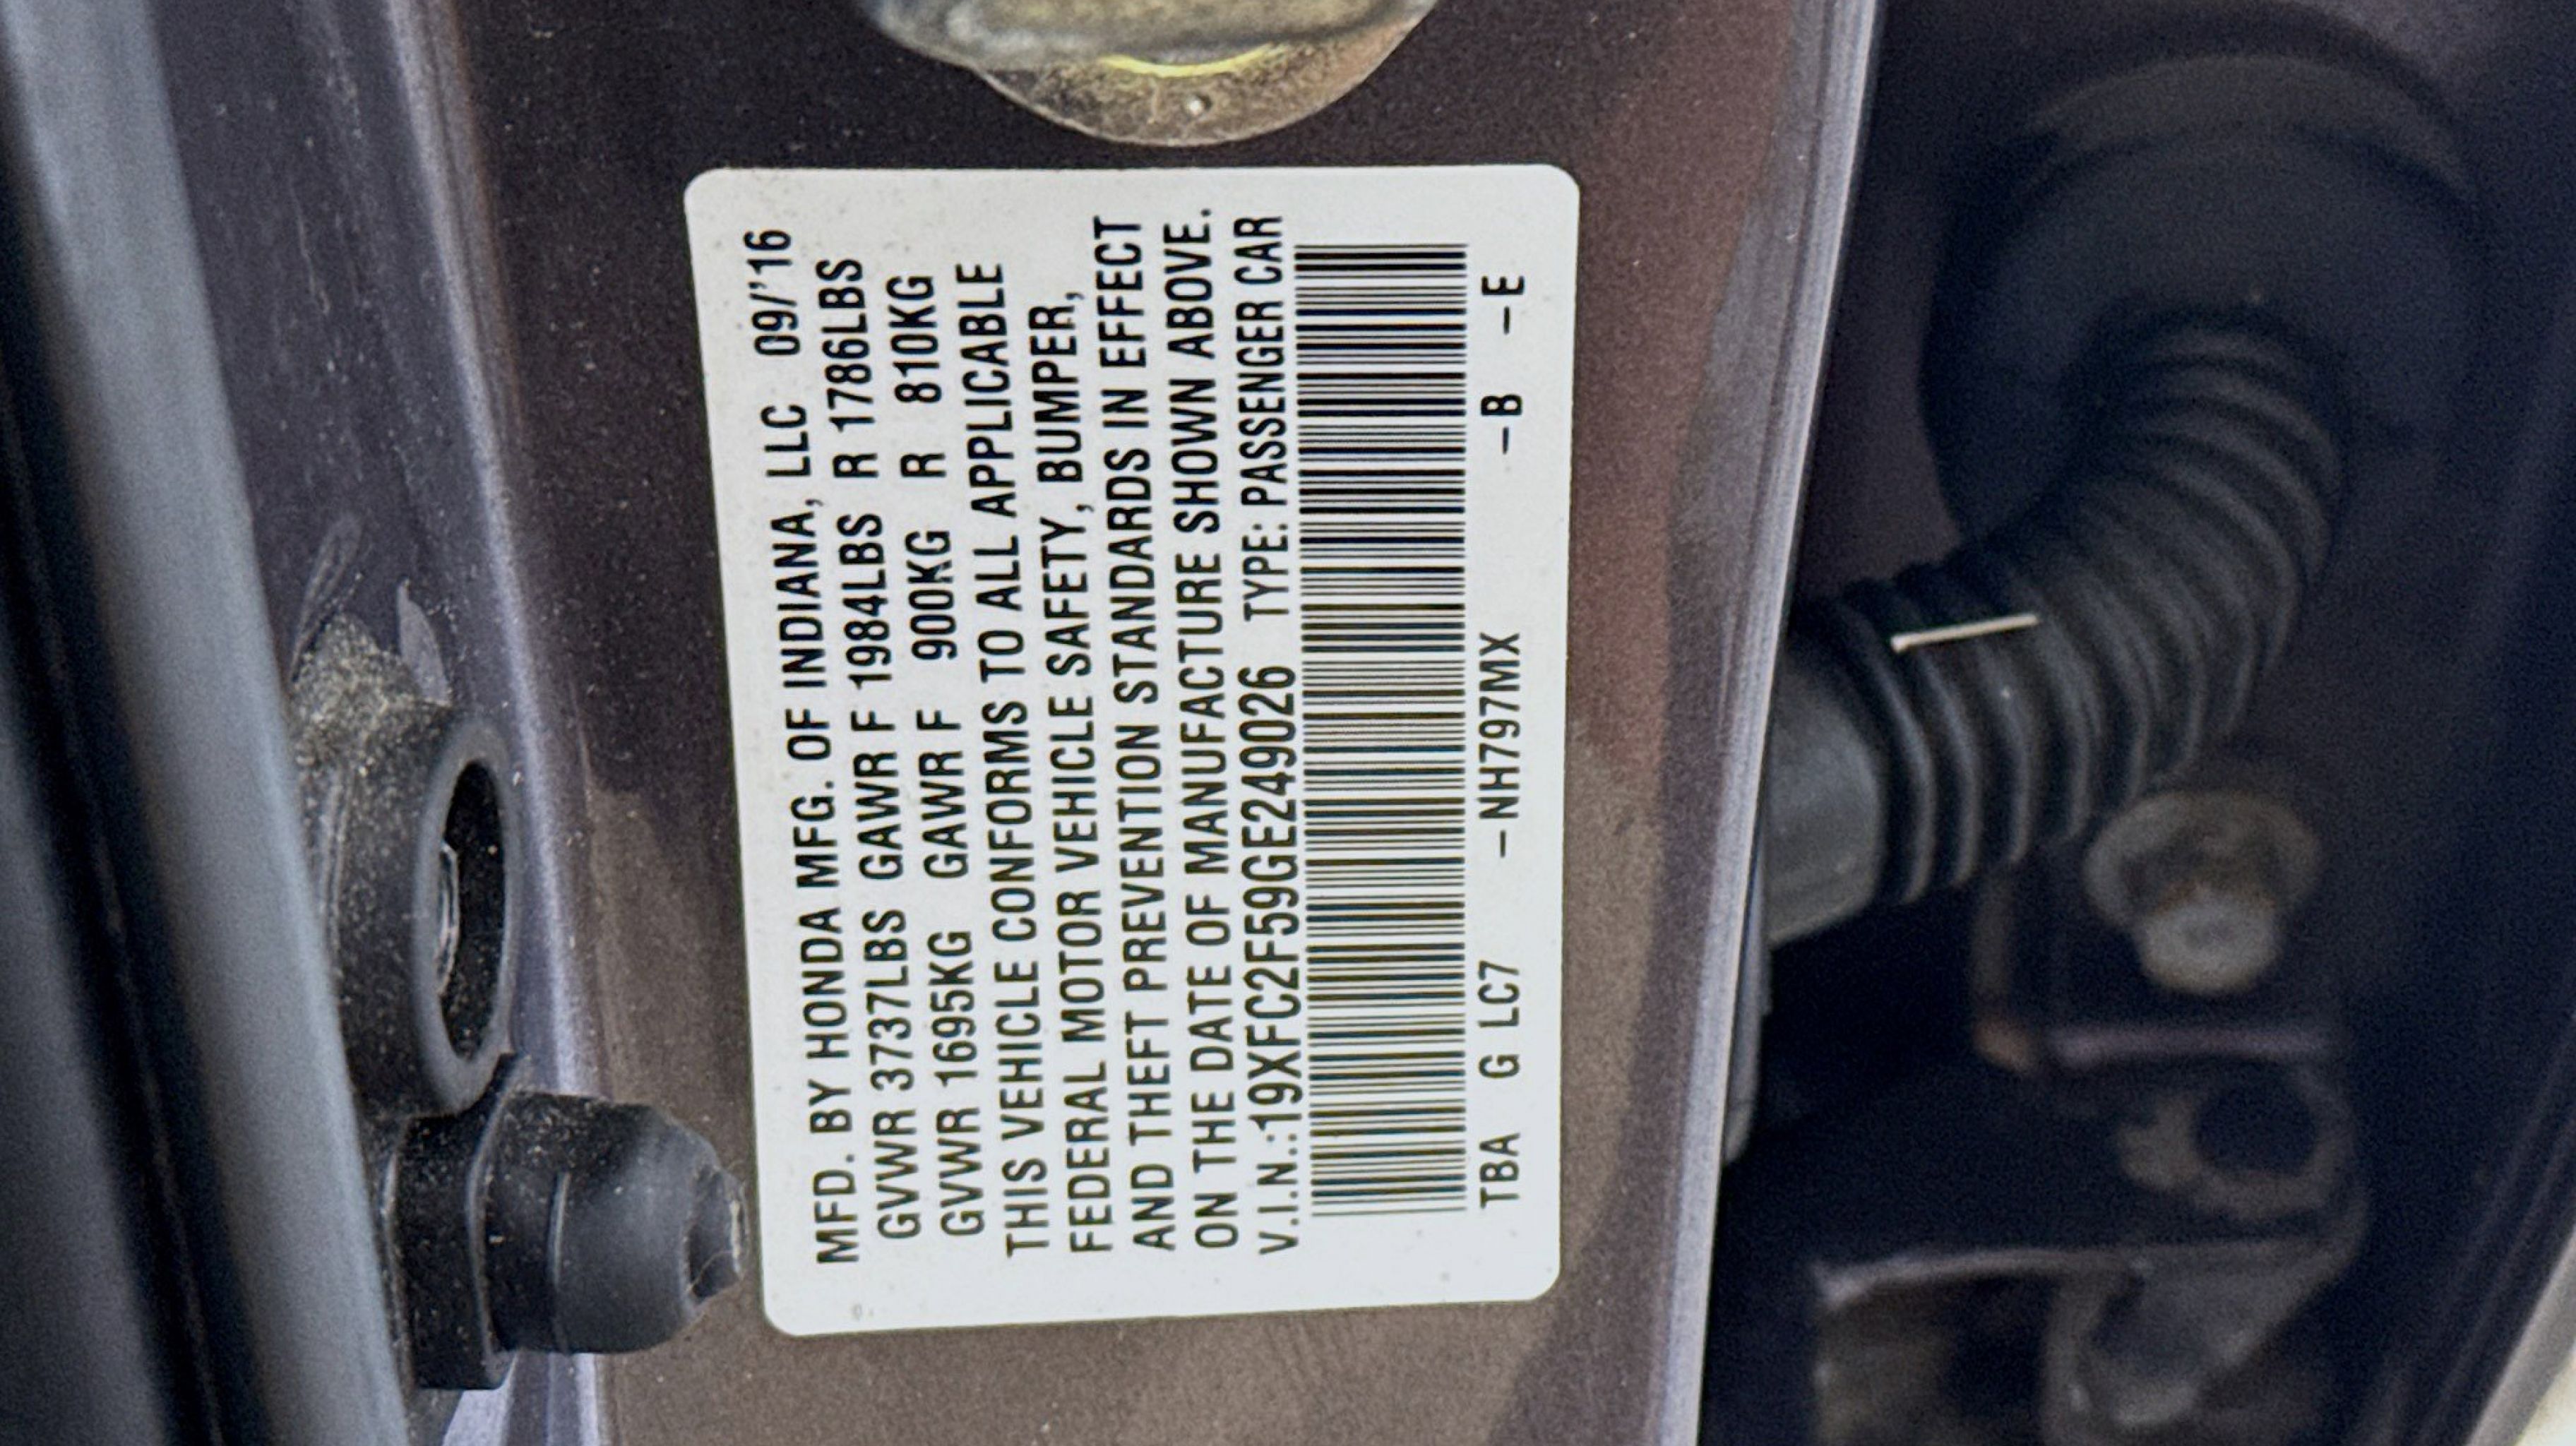 MFD. BY HONDA MFG. OF INDIANA, LLC 09/'16
GVWR 3737LBS GAWR F 1984LBS R 1786LBS
GVWR 1695KG GAWR F 900KG R 810KG
THIS VEHICLE CONFORMS TO ALL APPLICABLE
FEDERAL MOTOR VEHICLE SAFETY, BUMPER,
AND THEFT PREVENTION STANDARDS IN EFFECT
ON THE DATE OF MANUFACTURE SHOWN ABOVE.
V.I.N.:19XFC2F59GE249026 TYPE: PASSENGER CAR
TBA G LC7 –NH797MX –B –E